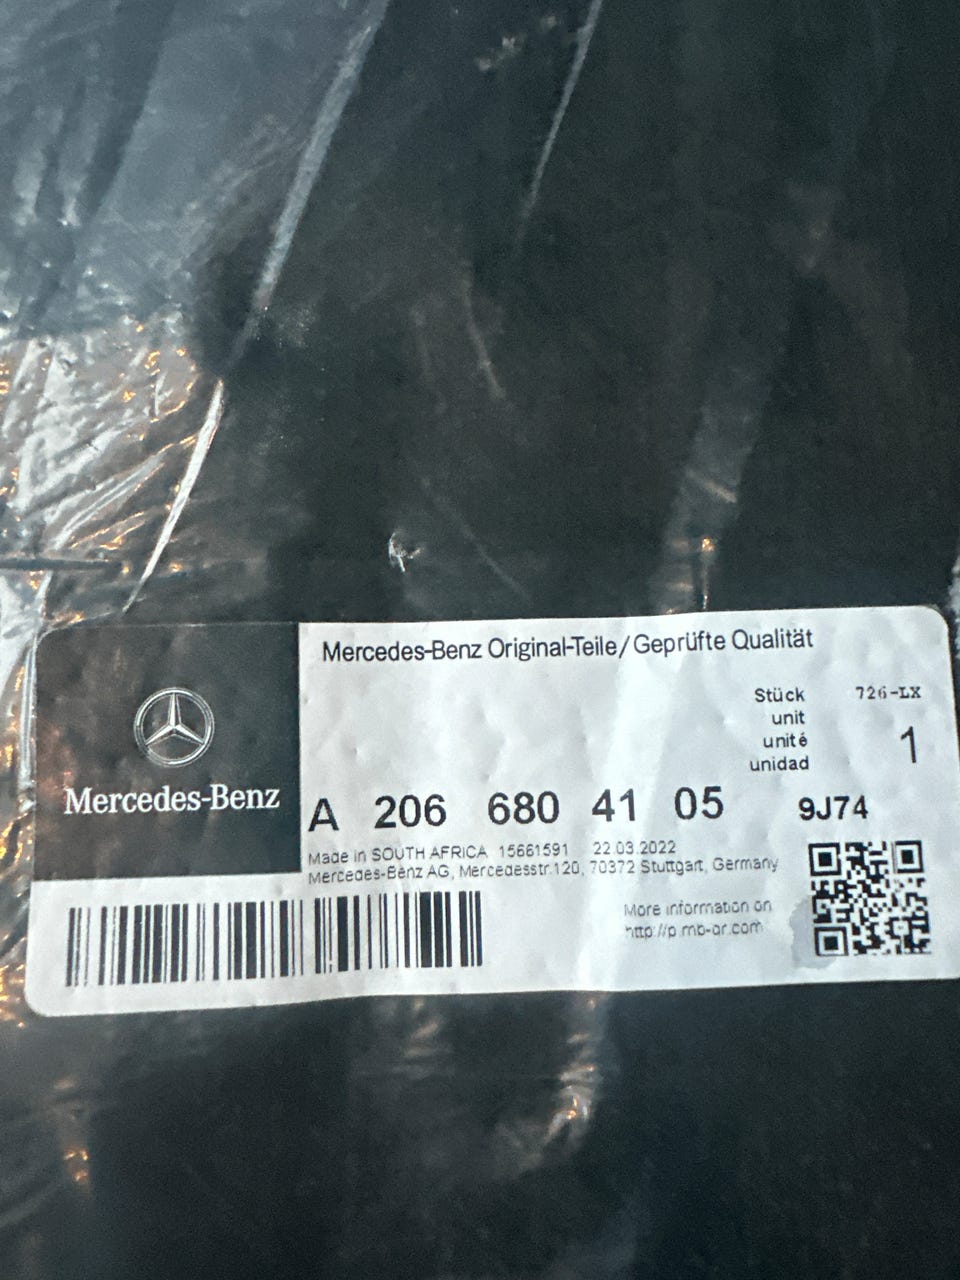 Mercedes-Benz Original-Teile/Geprüfte Qualität
Stück 726-LX
unit
unité 1
unidad
Mercedes-Benz
A 206 680 41 05 9J74
Made in SOUTH AFRICA 15661591 22.03.2022
Mercedes-Benz AG, Mercedesstr.120, 70372 Stuttgart, Germany
More information on
http://p.mb-qr.com